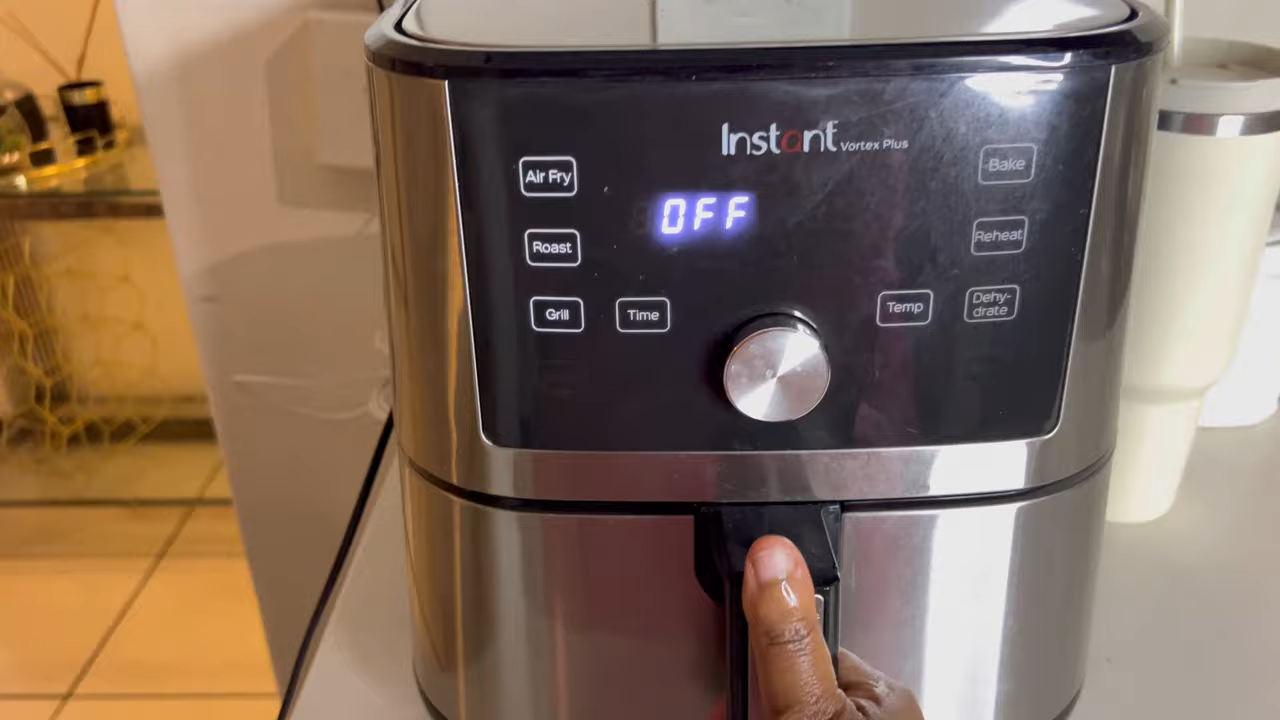 Instant Vortex Plus
Air Fry
Bake
OFF
Roast
Reheat
Grill
Time
Temp
Dehy-
drate